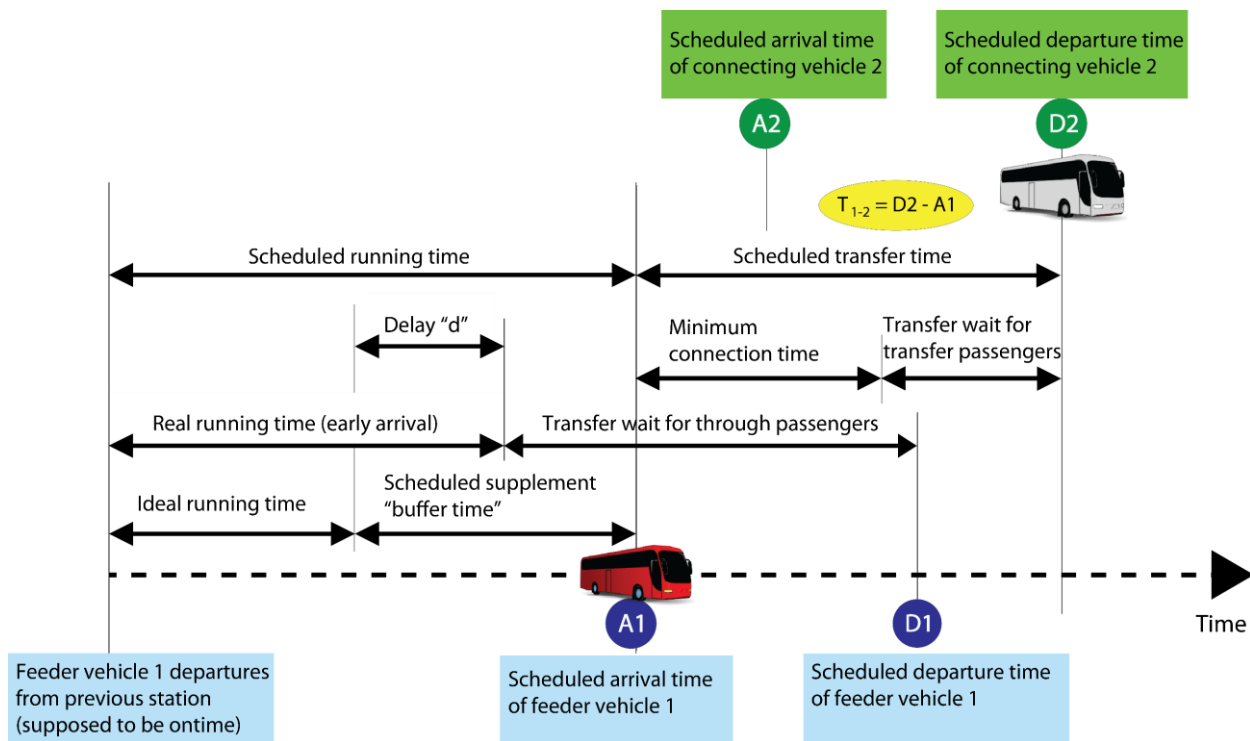 Scheduled arrival time
of connecting vehicle 2
Scheduled departure time
of connecting vehicle 2
A2
D2
T1-2 = D2 - A1
Scheduled running time
Scheduled transfer time
Delay “d”
Minimum
connection time
Transfer wait for
transfer passengers
Real running time (early arrival)
Transfer wait for through passengers
Ideal running time
Scheduled supplement
“buffer time”
A1
D1
Time
Feeder vehicle 1 departures
from previous station
(supposed to be ontime)
Scheduled arrival time
of feeder vehicle 1
Scheduled departure time
of feeder vehicle 1